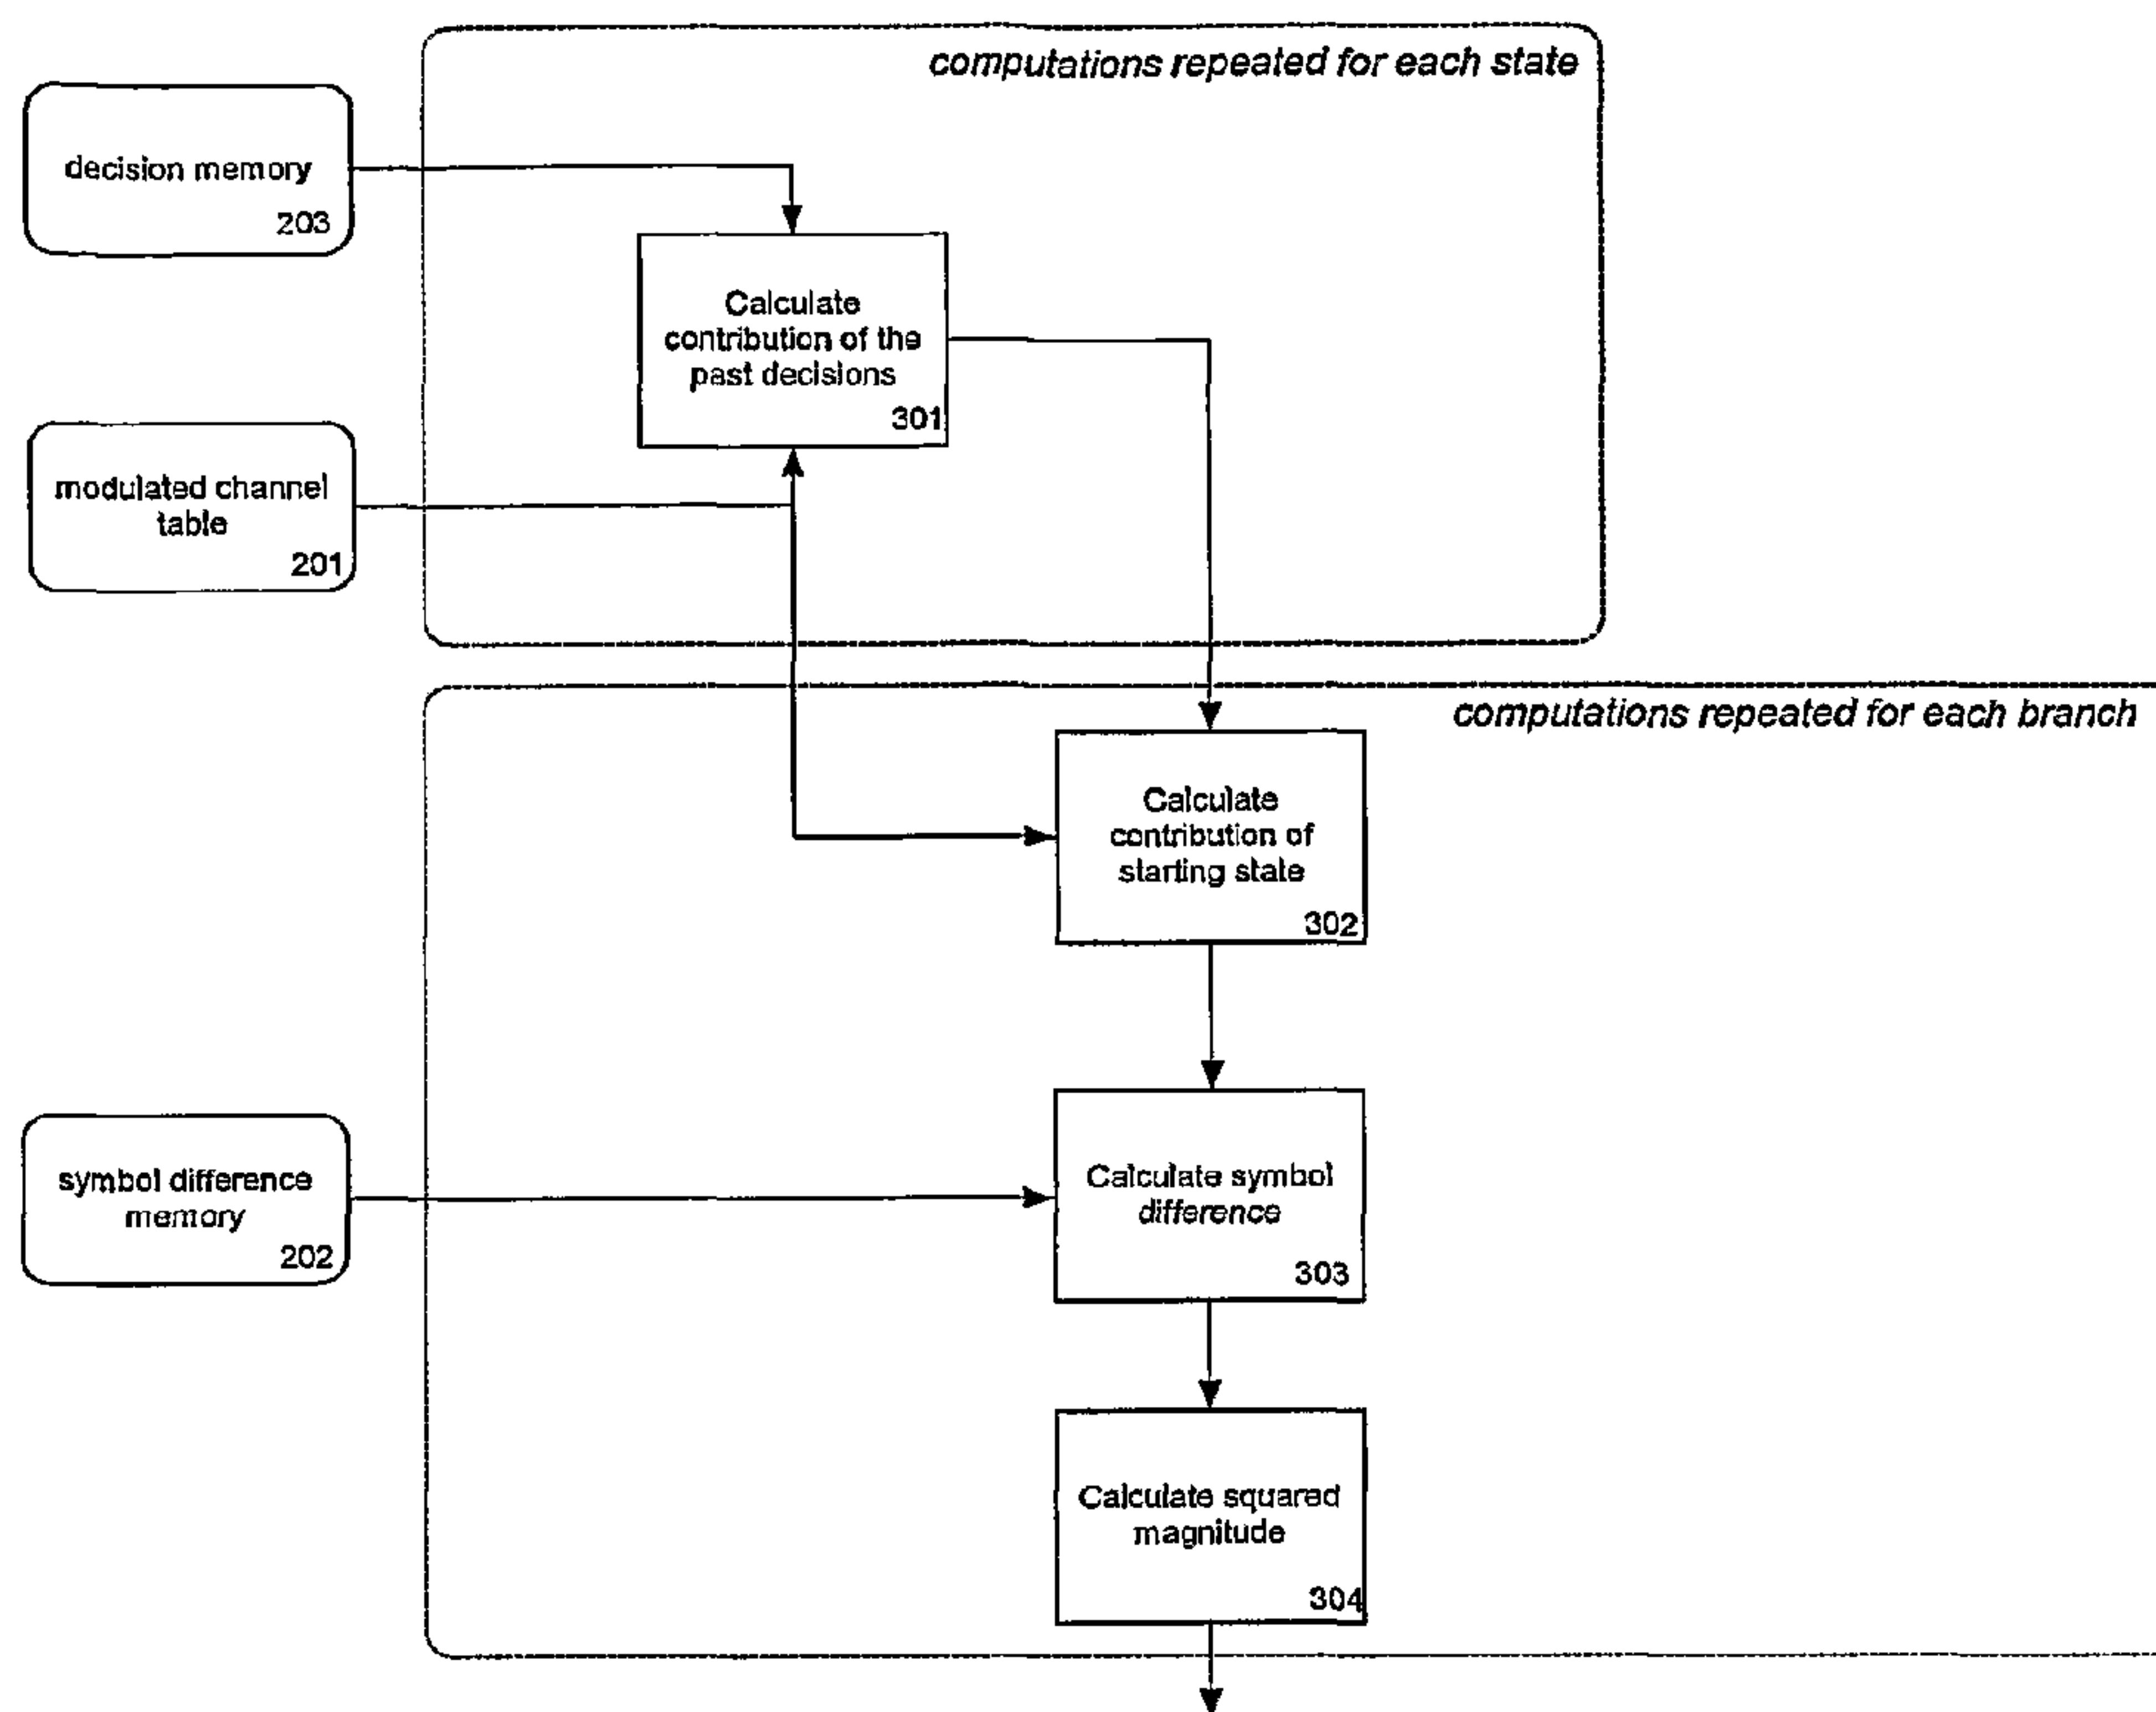 computations repeated for each state
decision memory
203
Calculate
contribution of the
past decisions
301
modulated channel
table
201
computations repeated for each branch
Calculate
contribution of
starting state
302
symbol difference
memory
202
Calculate symbol
difference
303
Calculate squared
magnitude
304